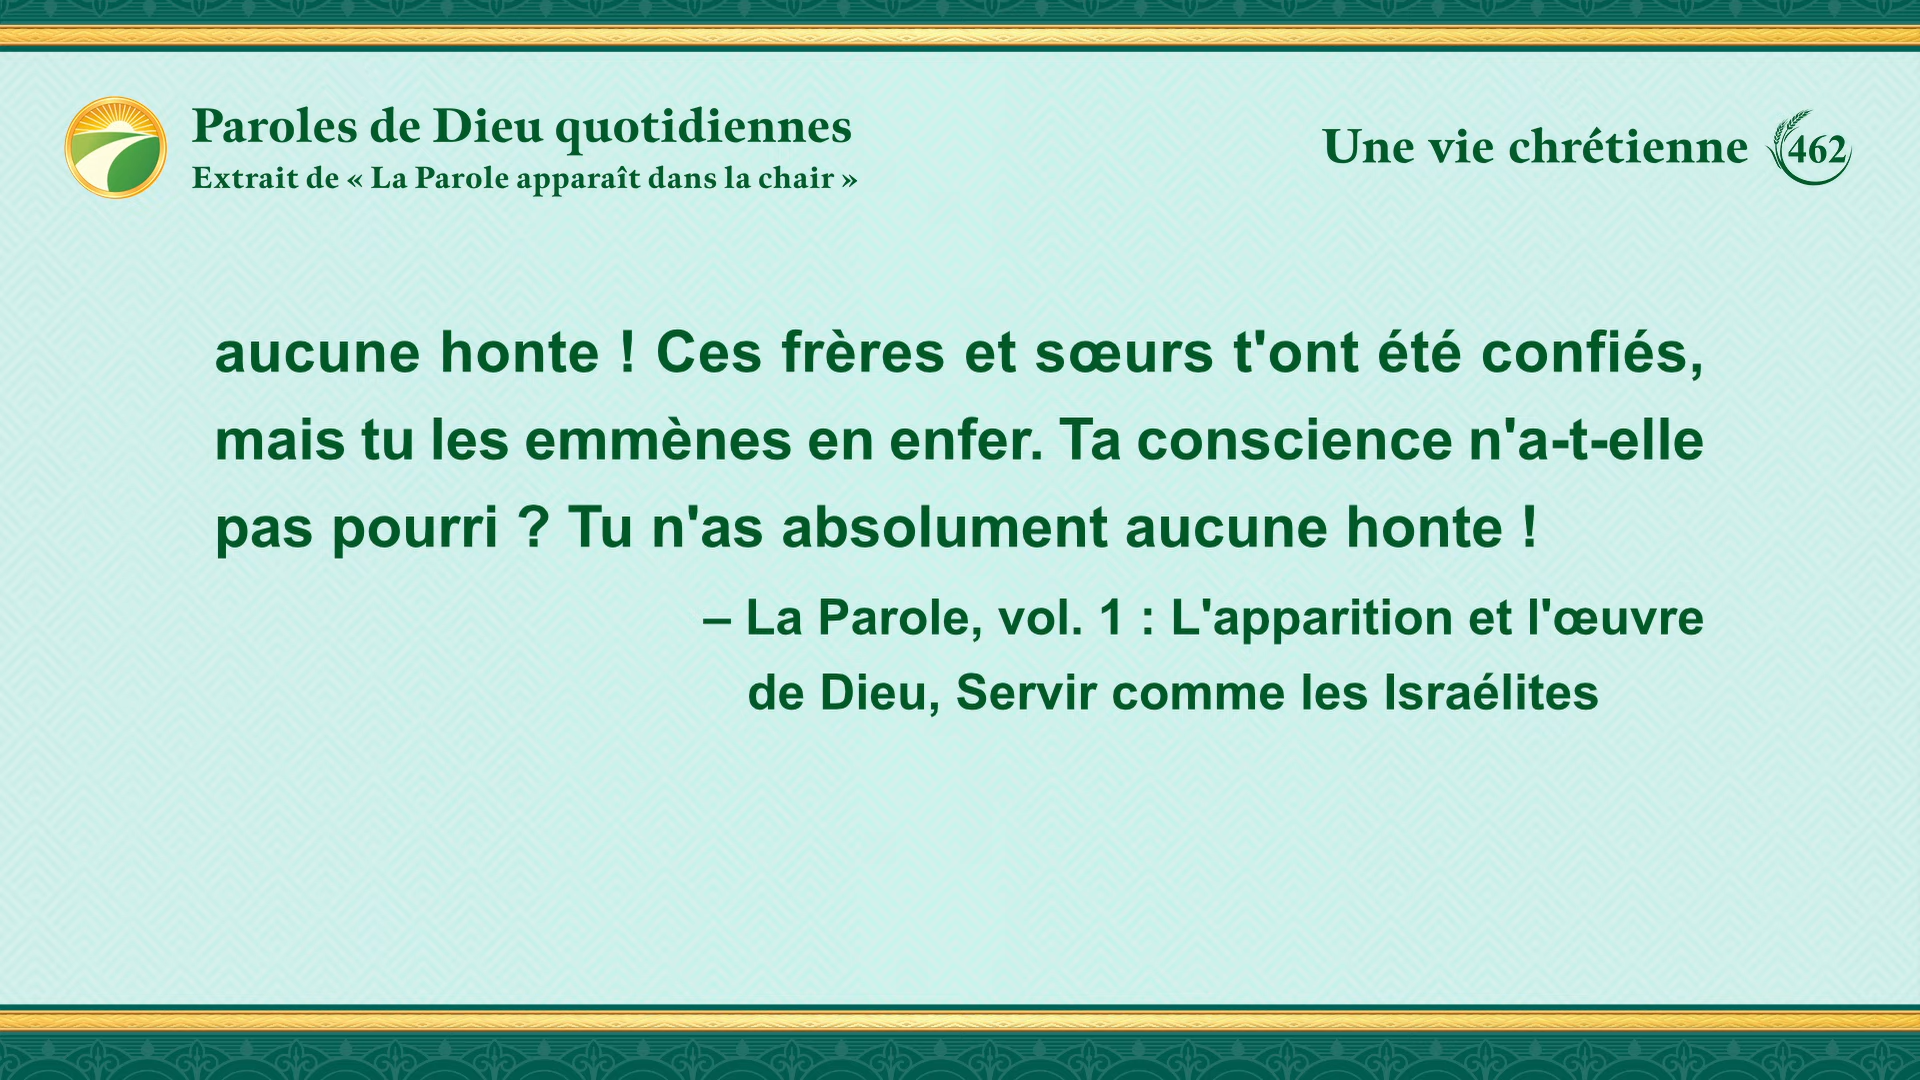 Paroles de Dieu quotidiennes
Extrait de « La Parole apparaît dans la chair »
Une vie chrétienne 462
aucune honte ! Ces frères et sœurs t'ont été confiés,
mais tu les emmènes en enfer. Ta conscience n'a-t-elle
pas pourri ? Tu n'as absolument aucune honte !
– La Parole, vol. 1 : L'apparition et l'œuvre
de Dieu, Servir comme les Israélites